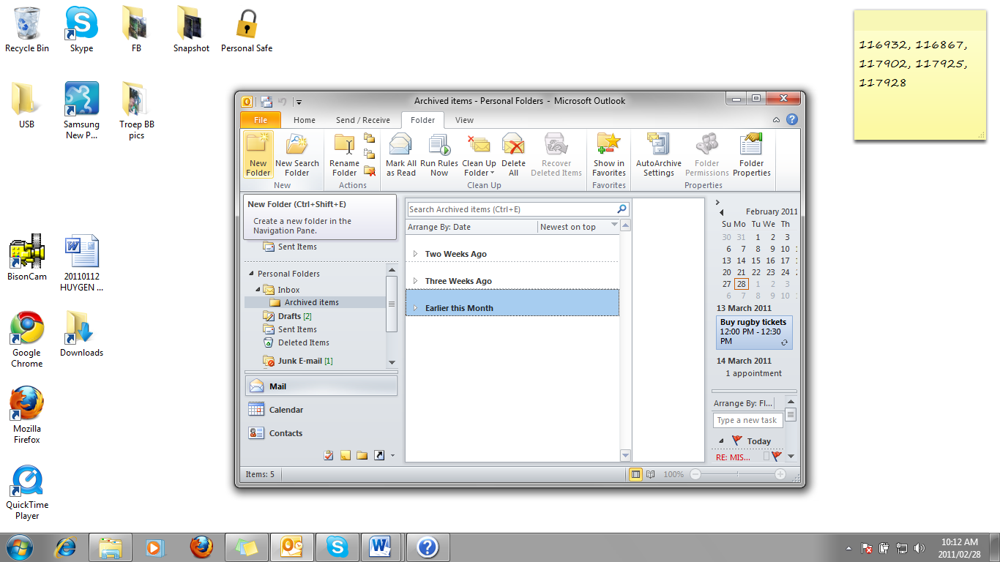 Recycle Bin
Skype
FB
Snapshot
Personal Safe
USB
Samsung
New P...
Troep BB
pics
BisonCam
20110112
HUYGEN ...
Google
Chrome
Downloads
Mozilla
Firefox
QuickTime
Player
116932, 116867,
117902, 117925,
117928
Archived items - Personal Folders - Microsoft Outlook
File Home Send / Receive Folder View
New
Folder
New Search
Folder
New
Rename
Folder
Actions
Mark All
as Read
Run Rules
Now
Clean Up
Folder
Delete
All
Recover
Deleted Items
Clean Up
Show in
Favorites
Favorites
AutoArchive
Settings
Folder
Permissions
Folder
Properties
Properties
New Folder (Ctrl+Shift+E)
Create a new folder in the
Navigation Pane.
Sent Items
Personal Folders
Inbox
Archived items
Drafts [2]
Sent Items
Deleted Items
Junk E-mail [1]
Mail
Calendar
Contacts
Search Archived items (Ctrl+E)
Arrange By: Date Newest on top
Two Weeks Ago
Three Weeks Ago
Earlier this Month
February 2011
Su Mo Tu We Th
30 31 1 2 3
6 7 8 9 10
13 14 15 16 17
20 21 22 23 24
27 28 1 2 3
6 7 8 9 10
13 March 2011
Buy rugby tickets
12:00 PM - 12:30
PM
14 March 2011
1 appointment
Arrange By: Fl...
Type a new task
Today
RE: MIS...
Items: 5
100%
10:12 AM
2011/02/28